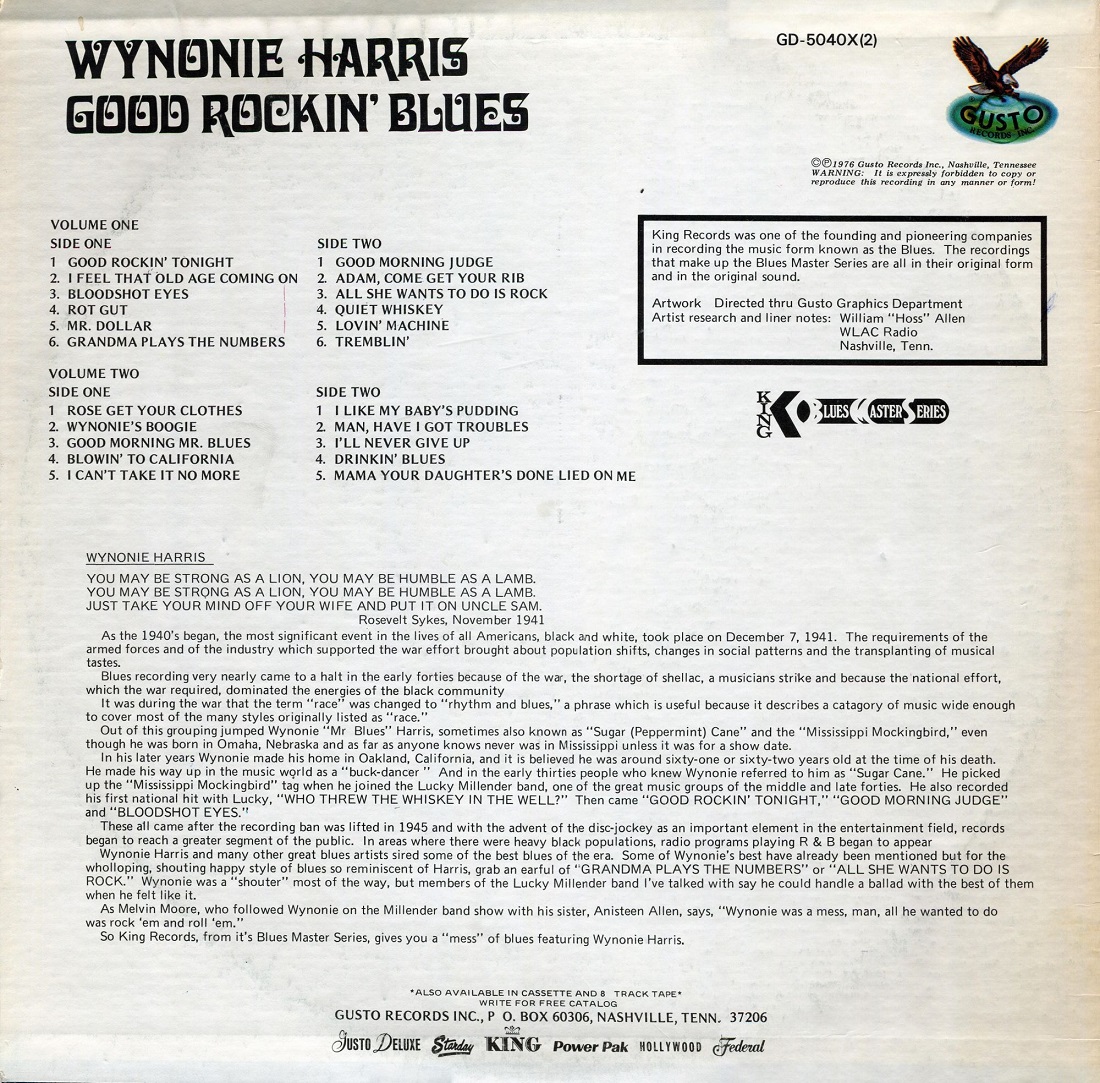 WYNONIE HARRIS
GOOD ROCKIN' BLUES
GD-5040X(2)
GUSTO
RECORDS INC.
©℗1976 Gusto Records Inc., Nashville, Tennessee
WARNING: It is expressly forbidden to copy or
reproduce this recording in any manner or form!
VOLUME ONE
SIDE ONE
1 GOOD ROCKIN' TONIGHT
2. I FEEL THAT OLD AGE COMING ON
3. BLOODSHOT EYES
4. ROT GUT
5. MR. DOLLAR
6. GRANDMA PLAYS THE NUMBERS
SIDE TWO
1 GOOD MORNING JUDGE
2. ADAM, COME GET YOUR RIB
3. ALL SHE WANTS TO DO IS ROCK
4. QUIET WHISKEY
5. LOVIN' MACHINE
6. TREMBLIN'
VOLUME TWO
SIDE ONE
1 ROSE GET YOUR CLOTHES
2. WYNONIE'S BOOGIE
3. GOOD MORNING MR. BLUES
4. BLOWIN' TO CALIFORNIA
5. I CAN'T TAKE IT NO MORE
SIDE TWO
1 I LIKE MY BABY'S PUDDING
2. MAN, HAVE I GOT TROUBLES
3. I'LL NEVER GIVE UP
4. DRINKIN' BLUES
5. MAMA YOUR DAUGHTER'S DONE LIED ON ME
King Records was one of the founding and pioneering companies
in recording the music form known as the Blues. The recordings
that make up the Blues Master Series are all in their original form
and in the original sound.
Artwork Directed thru Gusto Graphics Department
Artist research and liner notes: William "Hoss" Allen
WLAC Radio
Nashville, Tenn.
KING BLUES MASTER SERIES
WYNONIE HARRIS
YOU MAY BE STRONG AS A LION, YOU MAY BE HUMBLE AS A LAMB.
YOU MAY BE STRONG AS A LION, YOU MAY BE HUMBLE AS A LAMB.
JUST TAKE YOUR MIND OFF YOUR WIFE AND PUT IT ON UNCLE SAM.
Rosevelt Sykes, November 1941
As the 1940's began, the most significant event in the lives of all Americans, black and white, took place on December 7, 1941. The requirements of the
armed forces and of the industry which supported the war effort brought about population shifts, changes in social patterns and the transplanting of musical
tastes.
Blues recording very nearly came to a halt in the early forties because of the war, the shortage of shellac, a musicians strike and because the national effort,
which the war required, dominated the energies of the black community
It was during the war that the term "race" was changed to "rhythm and blues," a phrase which is useful because it describes a catagory of music wide enough
to cover most of the many styles originally listed as "race."
Out of this grouping jumped Wynonie "Mr Blues" Harris, sometimes also known as "Sugar (Peppermint) Cane" and the "Mississippi Mockingbird," even
though he was born in Omaha, Nebraska and as far as anyone knows never was in Mississippi unless it was for a show date.
In his later years Wynonie made his home in Oakland, California, and it is believed he was around sixty-one or sixty-two years old at the time of his death.
He made his way up in the music world as a "buck-dancer " And in the early thirties people who knew Wynonie referred to him as "Sugar Cane." He picked
up the "Mississippi Mockingbird" tag when he joined the Lucky Millender band, one of the great music groups of the middle and late forties. He also recorded
his first national hit with Lucky, "WHO THREW THE WHISKEY IN THE WELL?" Then came "GOOD ROCKIN' TONIGHT," "GOOD MORNING JUDGE"
and "BLOODSHOT EYES."
These all came after the recording ban was lifted in 1945 and with the advent of the disc-jockey as an important element in the entertainment field, records
began to reach a greater segment of the public. In areas where there were heavy black populations, radio programs playing R & B began to appear
Wynonie Harris and many other great blues artists sired some of the best blues of the era. Some of Wynonie's best have already been mentioned but for the
wholloping, shouting happy style of blues so reminiscent of Harris, grab an earful of "GRANDMA PLAYS THE NUMBERS" or "ALL SHE WANTS TO DO IS
ROCK." Wynonie was a "shouter" most of the way, but members of the Lucky Millender band I've talked with say he could handle a ballad with the best of them
when he felt like it.
As Melvin Moore, who followed Wynonie on the Millender band show with his sister, Anisteen Allen, says, "Wynonie was a mess, man, all he wanted to do
was rock 'em and roll 'em."
So King Records, from it's Blues Master Series, gives you a "mess" of blues featuring Wynonie Harris.
*ALSO AVAILABLE IN CASSETTE AND 8 TRACK TAPE*
WRITE FOR FREE CATALOG
GUSTO RECORDS INC., P O. BOX 60306, NASHVILLE, TENN. 37206
GUSTO DELUXE Starday KING Power Pak HOLLYWOOD Federal